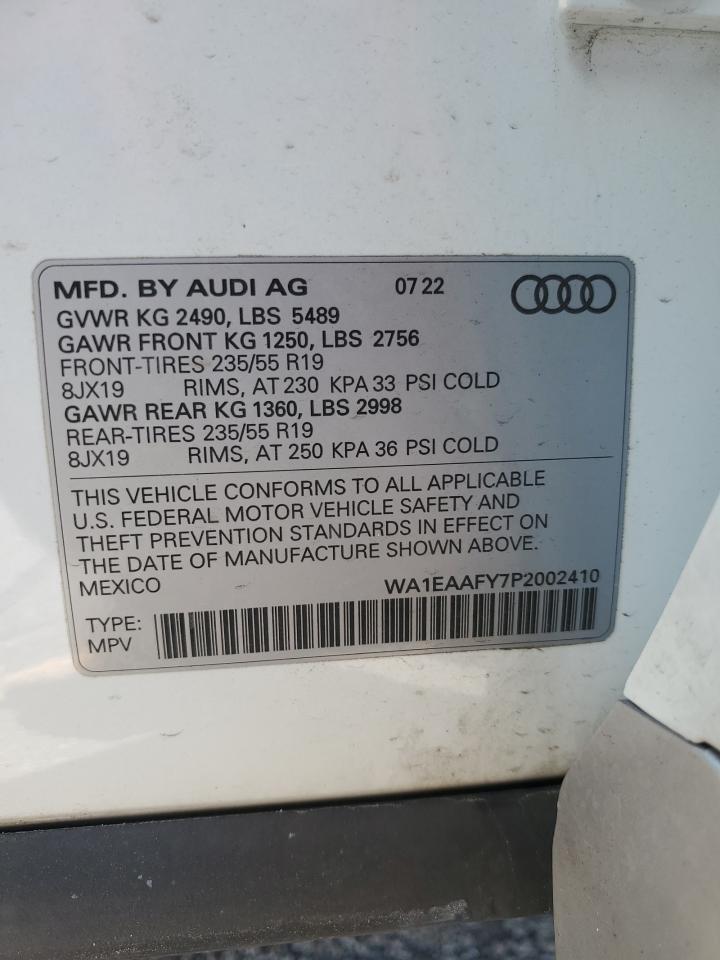 MFD. BY AUDI AG 07 22
GVWR KG 2490, LBS 5489
GAWR FRONT KG 1250, LBS 2756
FRONT-TIRES 235/55 R19
8JX19 RIMS, AT 230 KPA 33 PSI COLD
GAWR REAR KG 1360, LBS 2998
REAR-TIRES 235/55 R19
8JX19 RIMS, AT 250 KPA 36 PSI COLD
THIS VEHICLE CONFORMS TO ALL APPLICABLE
U.S. FEDERAL MOTOR VEHICLE SAFETY AND
THEFT PREVENTION STANDARDS IN EFFECT ON
THE DATE OF MANUFACTURE SHOWN ABOVE.
MEXICO WA1EAAFY7P2002410
TYPE:
MPV